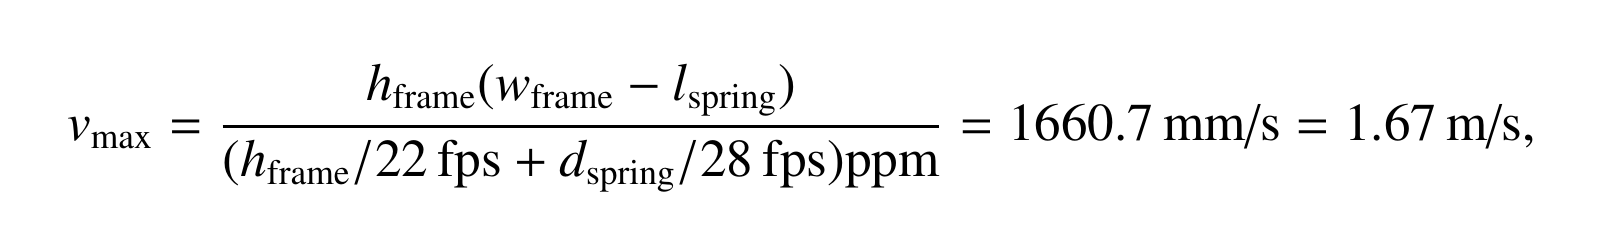 v_max = h_frame(w_frame − l_spring) / (h_frame/22 fps + d_spring/28 fps)ppm = 1660.7 mm/s = 1.67 m/s,